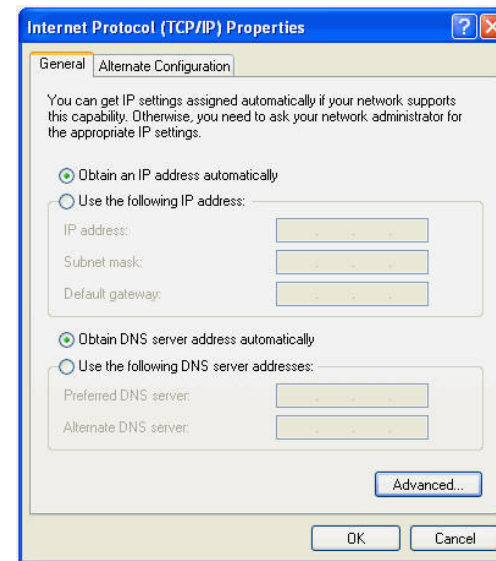 Internet Protocol (TCP/IP) Properties
General
Alternate Configuration
You can get IP settings assigned automatically if your network supports
this capability. Otherwise, you need to ask your network administrator for
the appropriate IP settings.
Obtain an IP address automatically
Use the following IP address:
IP address:
Subnet mask:
Default gateway:
Obtain DNS server address automatically
Use the following DNS server addresses:
Preferred DNS server:
Alternate DNS server:
Advanced...
OK
Cancel